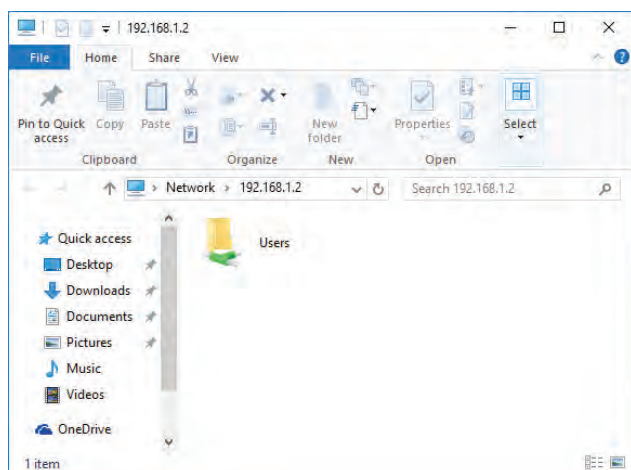 192.168.1.2
File Home Share View
Pin to Quick access Copy Paste New folder Properties Select
Clipboard Organize New Open
Network > 192.168.1.2 Search 192.168.1.2
Quick access
Users
Desktop
Downloads
Documents
Pictures
Music
Videos
OneDrive
1 item